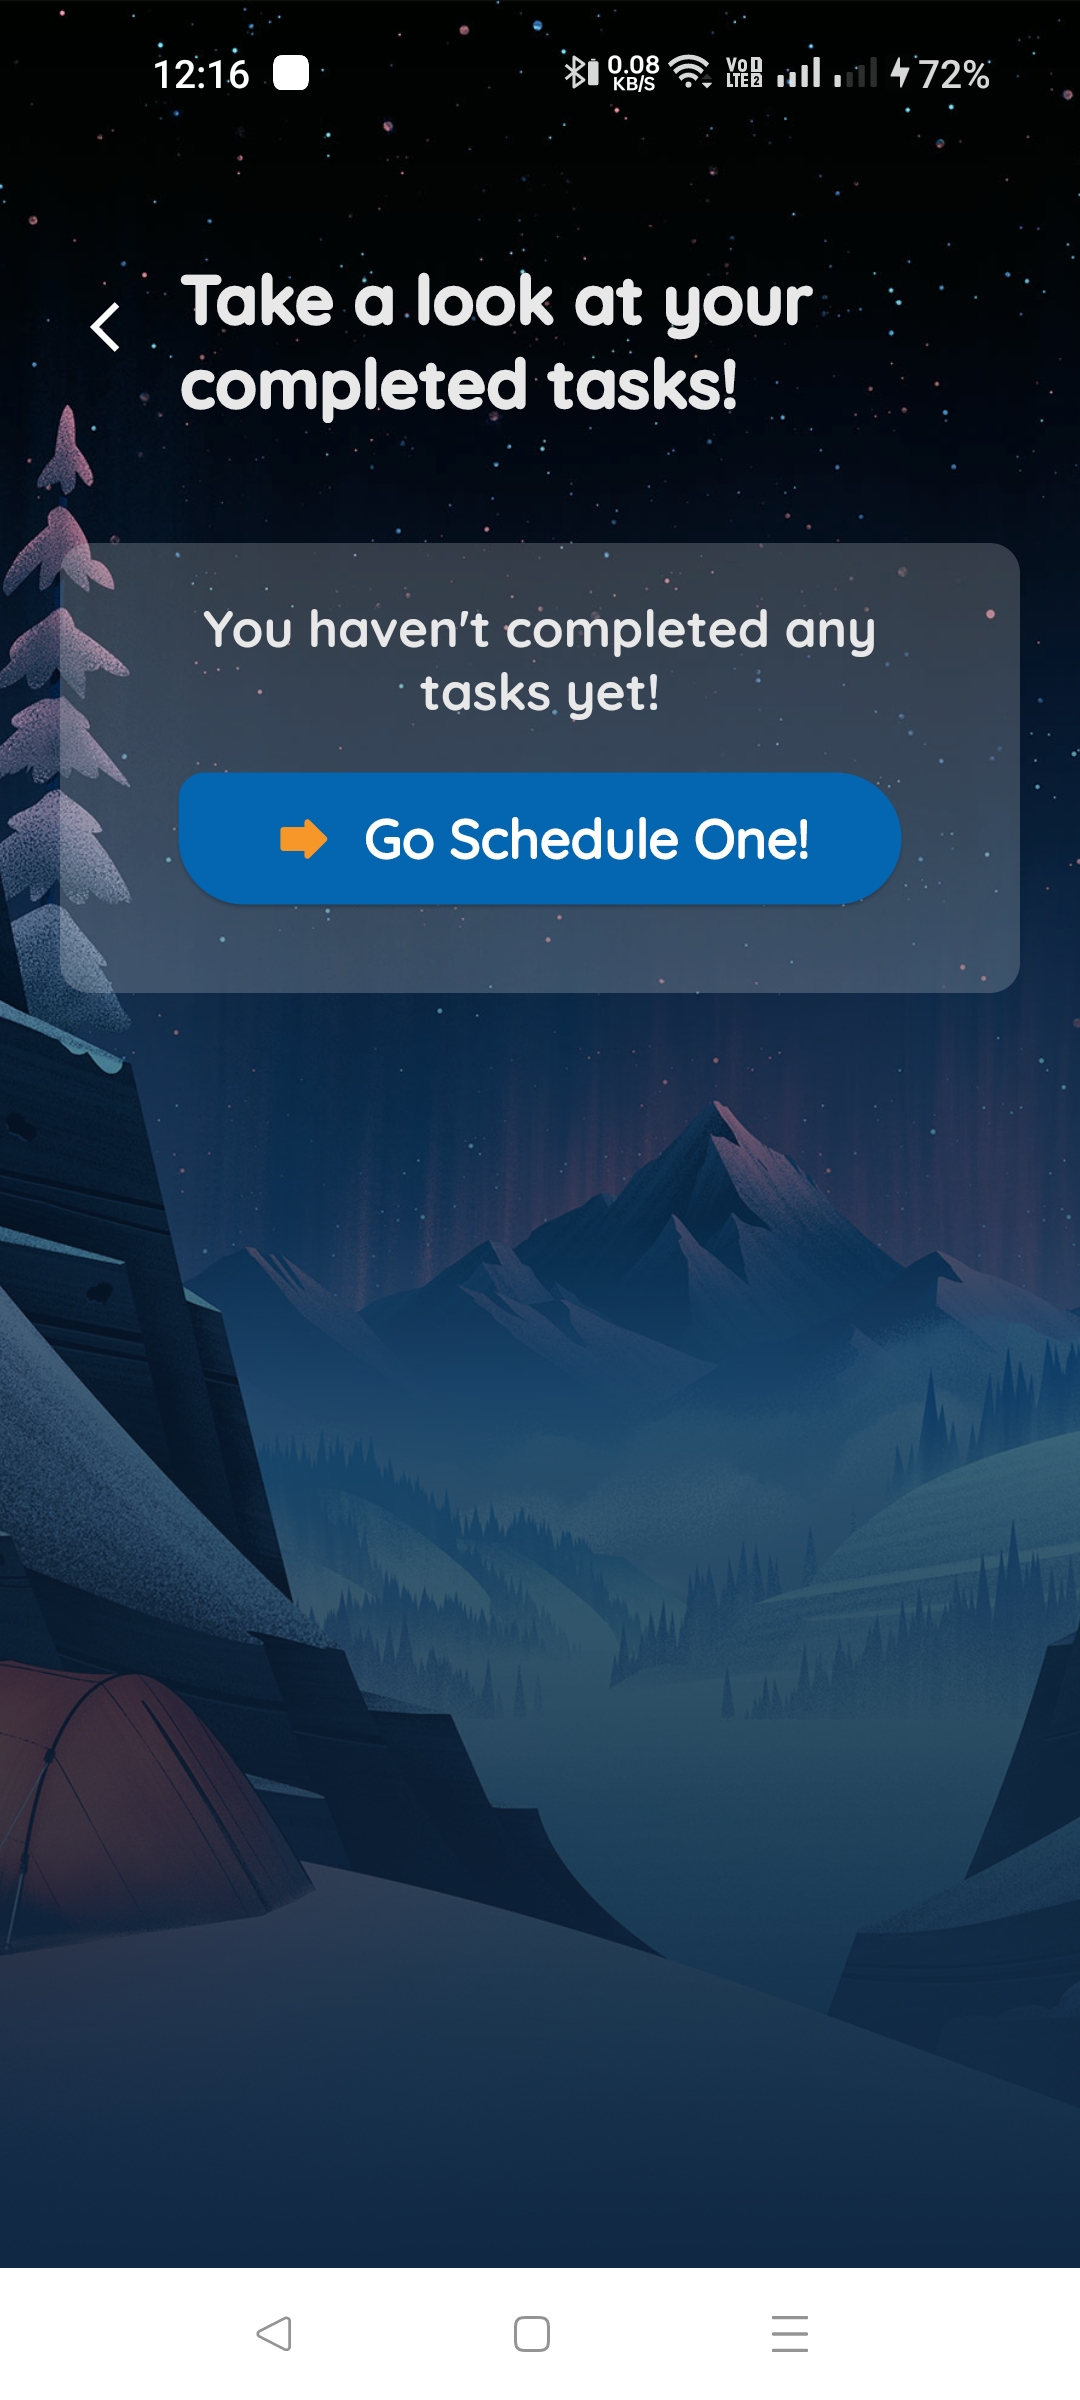 12:16 0.08 KB/S VoD LTE2 72%
Take a look at your
completed tasks!
You haven't completed any
tasks yet!
Go Schedule One!